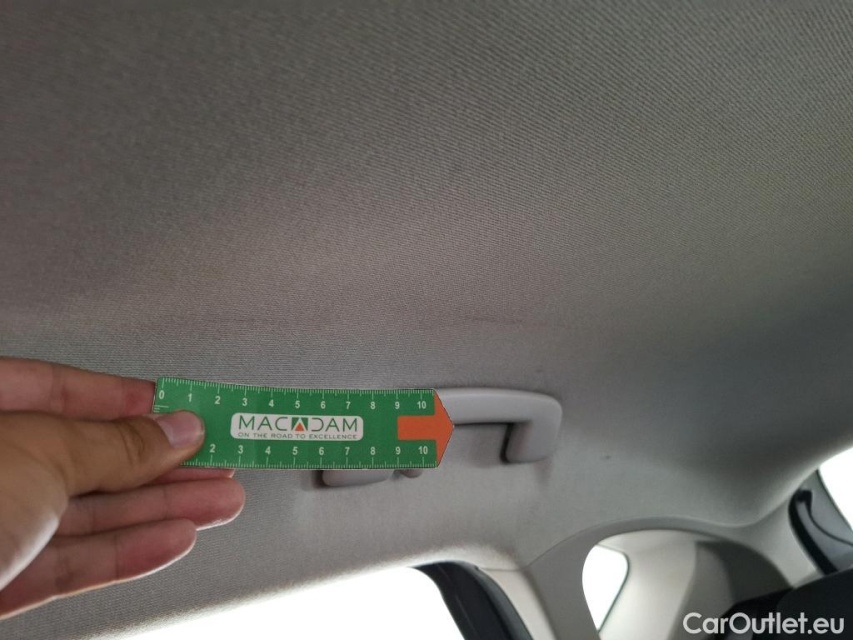 0 1 2 3 4 5 6 7 8 9 10
MACADAM
ON THE ROAD TO EXCELLENCE
2 3 4 5 6 7 8 9 10
CarOutlet.eu